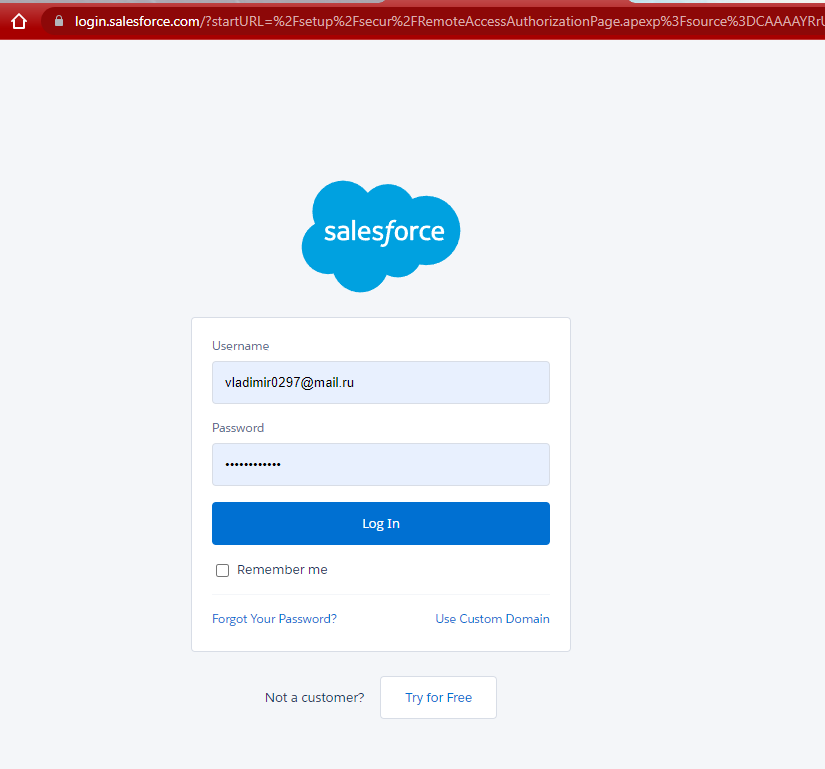 login.salesforce.com/?startURL=%2Fsetup%2Fsecur%2FRemoteAccessAuthorizationPage.apexp%3Fsource%3DCAAAAYRr
salesforce
Username
vladimir0297@mail.ru
Password
••••••••••••
Log In
Remember me
Forgot Your Password? Use Custom Domain
Not a customer? Try for Free